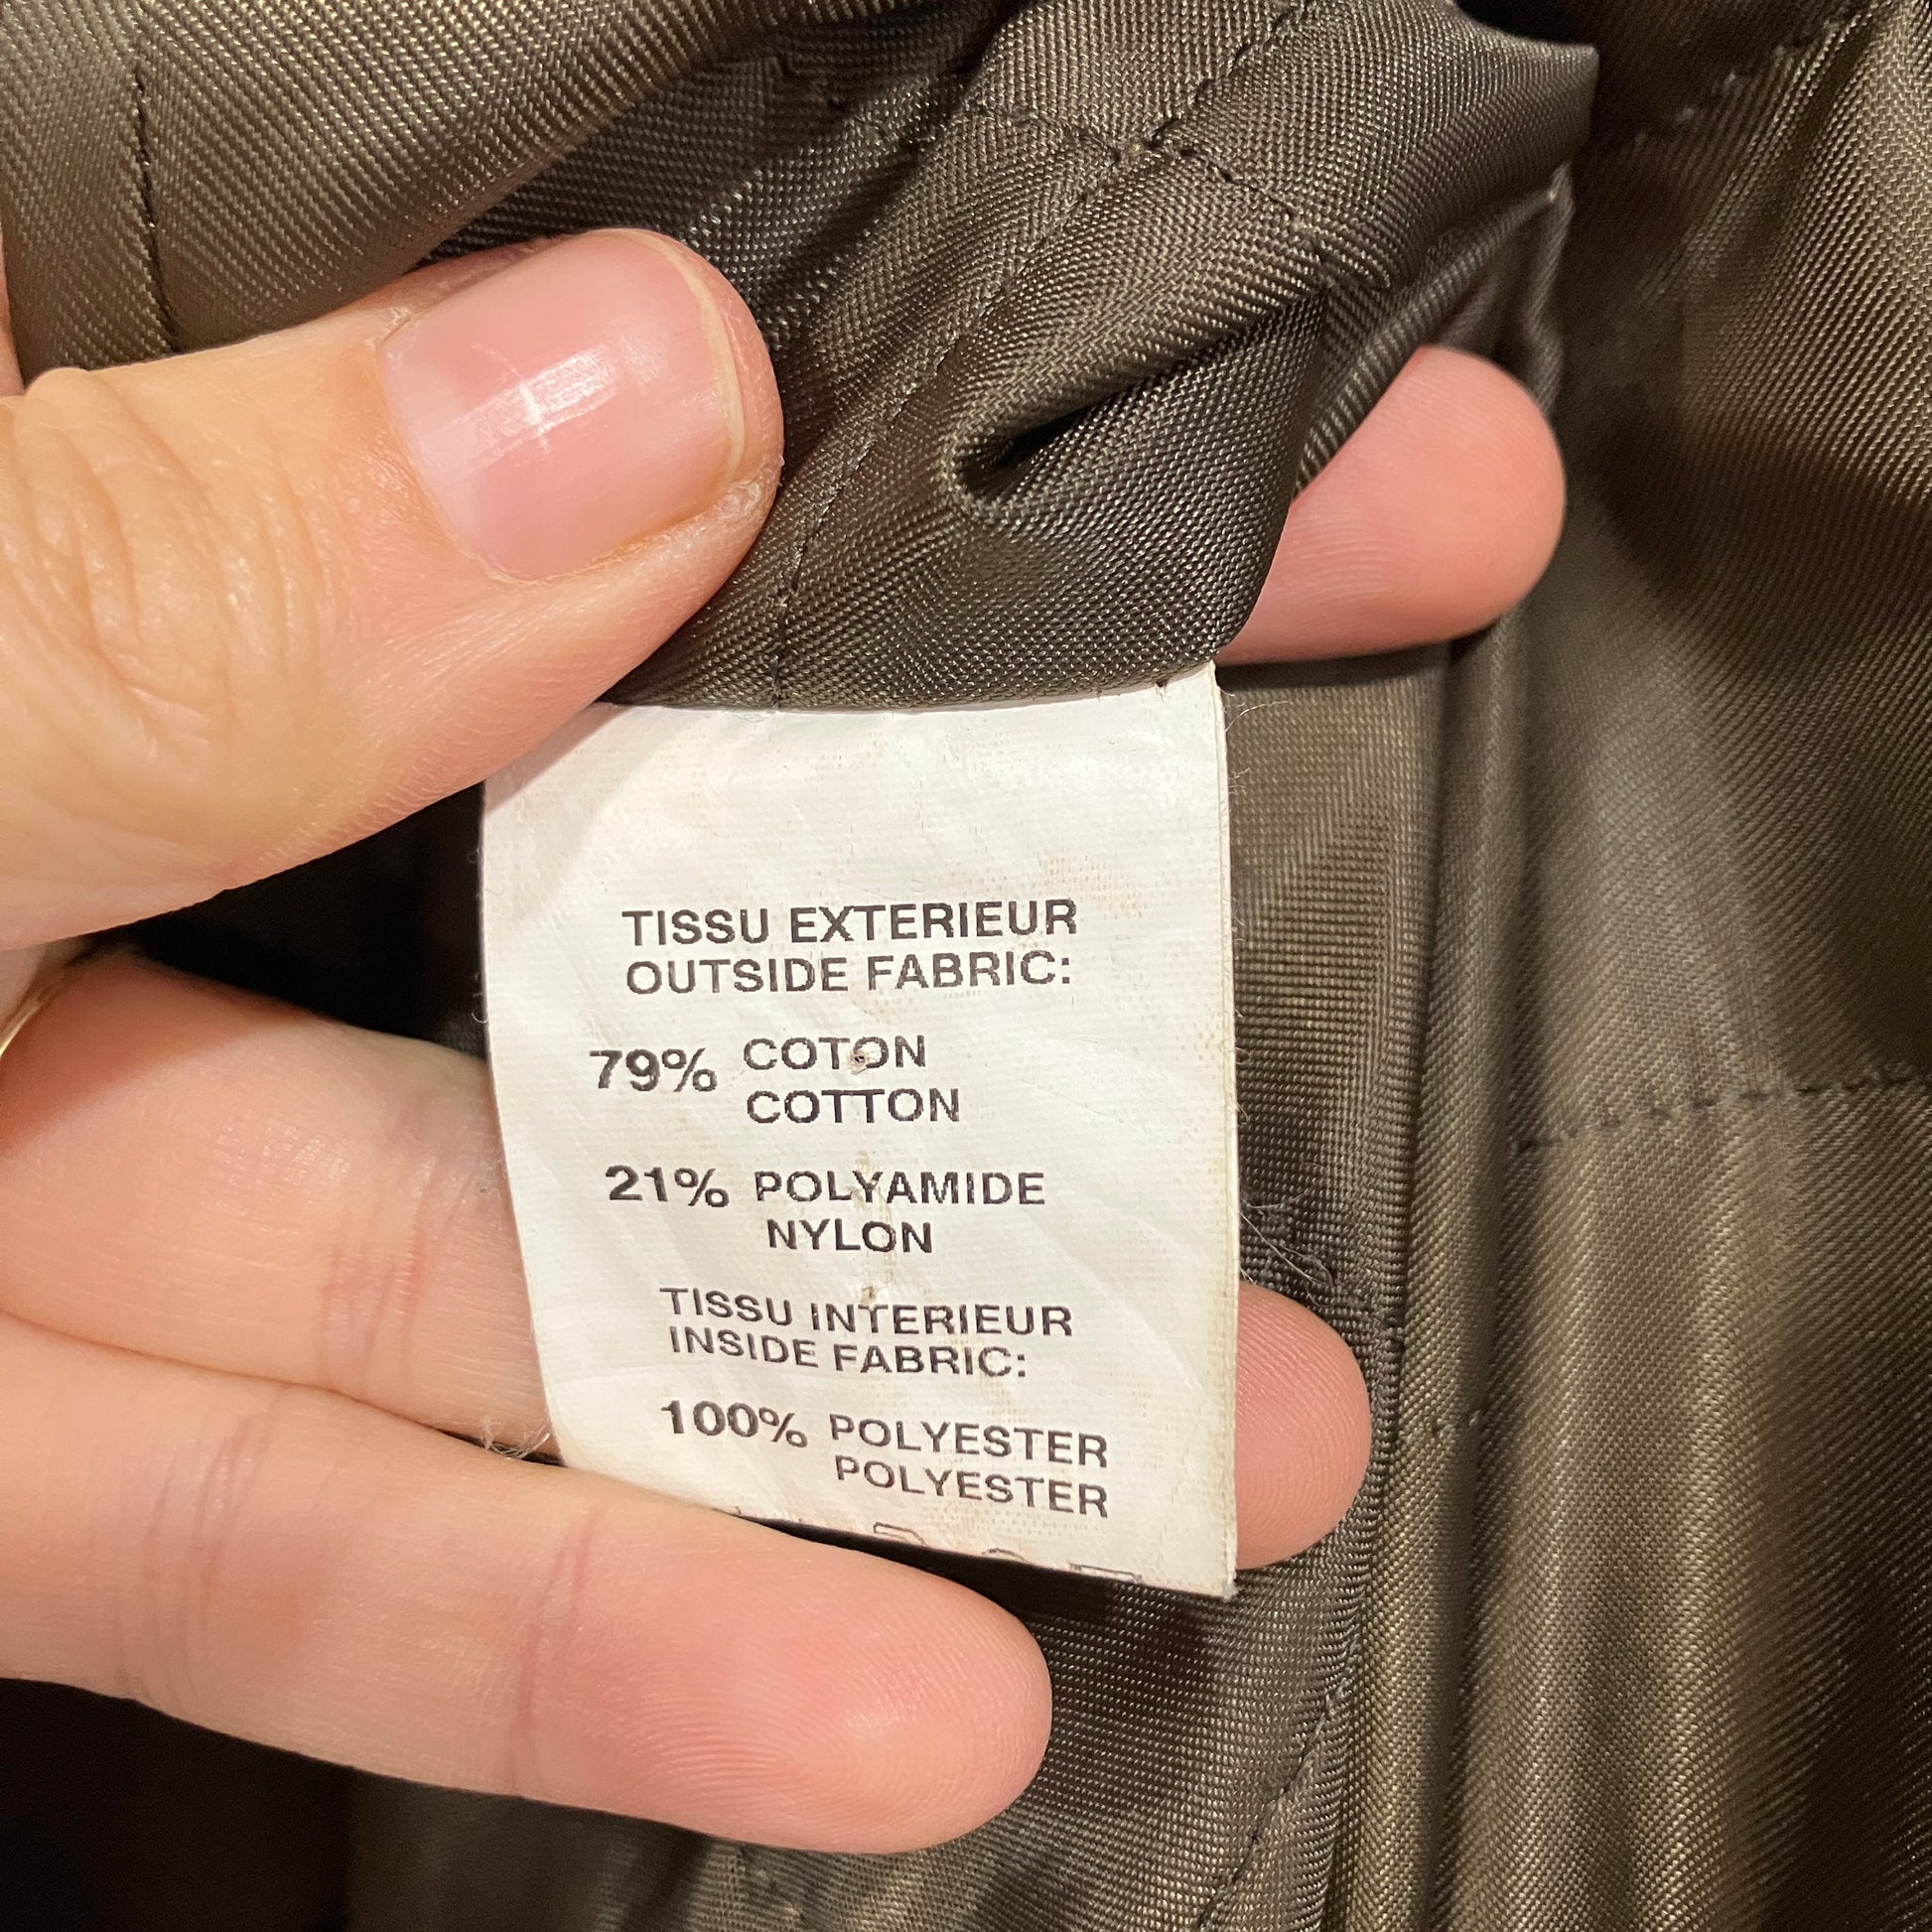 TISSU EXTERIEUR
OUTSIDE FABRIC:
79% COTON
COTTON
21% POLYAMIDE
NYLON
TISSU INTERIEUR
INSIDE FABRIC:
100% POLYESTER
POLYESTER